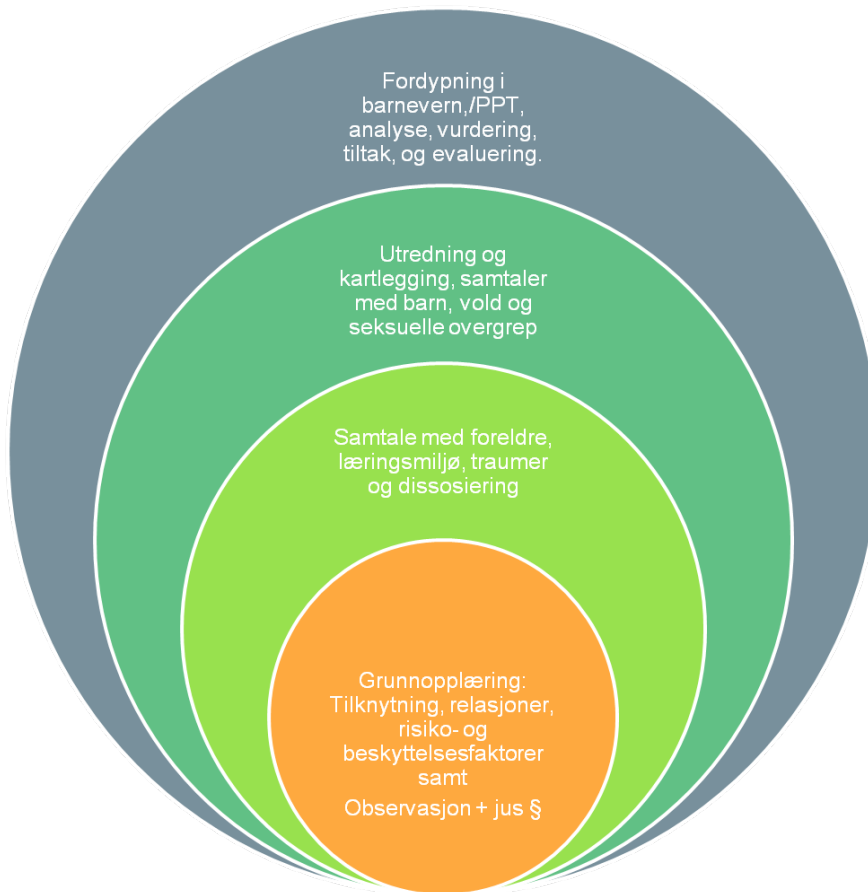 Fordypning i
barnevern,/PPT,
analyse, vurdering,
tiltak, og evaluering.
Utredning og
kartlegging, samtaler
med barn, vold og
seksuelle overgrep
Samtale med foreldre,
læringsmiljø, traumer
og dissosiering
Grunnopplæring:
Tilknytning, relasjoner,
risiko- og
beskyttelsesfaktorer
samt
Observasjon + jus §